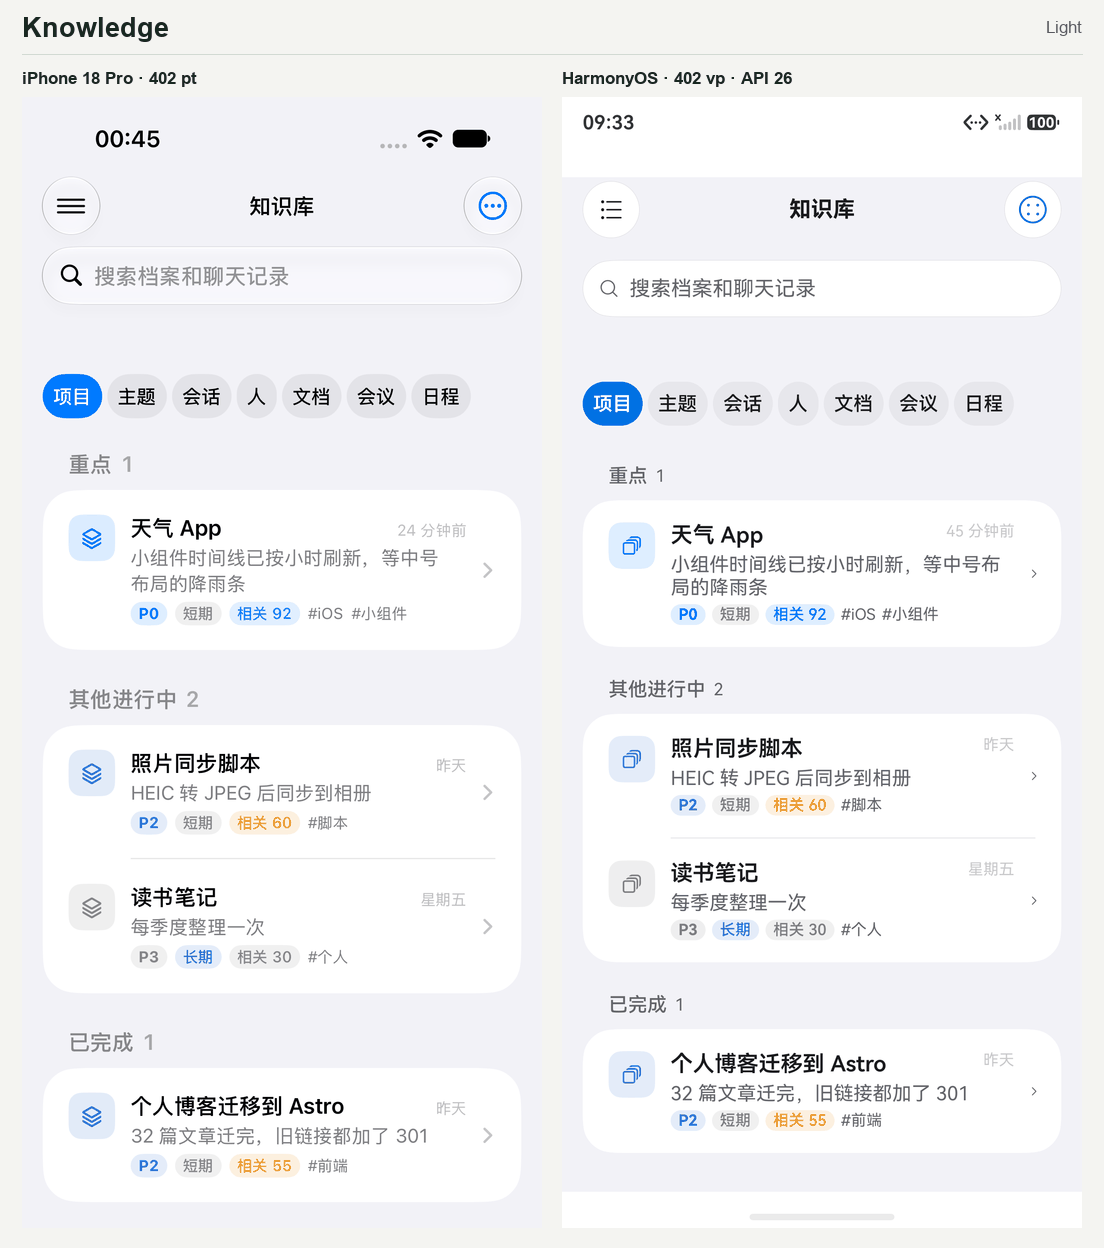 Knowledge
Light
iPhone 18 Pro · 402 pt
00:45
知识库
搜索档案和聊天记录
项目 主题 会话 人 文档 会议 日程
重点 1
天气 App 24 分钟前
小组件时间线已按小时刷新，等中号
布局的降雨条
P0 短期 相关 92 #iOS #小组件
其他进行中 2
照片同步脚本 昨天
HEIC 转 JPEG 后同步到相册
P2 短期 相关 60 #脚本
读书笔记 星期五
每季度整理一次
P3 长期 相关 30 #个人
已完成 1
个人博客迁移到 Astro 昨天
32 篇文章迁完，旧链接都加了 301
P2 短期 相关 55 #前端
HarmonyOS · 402 vp · API 26
09:33 100
知识库
搜索档案和聊天记录
项目 主题 会话 人 文档 会议 日程
重点 1
天气 App 45 分钟前
小组件时间线已按小时刷新，等中号布
局的降雨条
P0 短期 相关 92 #iOS #小组件
其他进行中 2
照片同步脚本 昨天
HEIC 转 JPEG 后同步到相册
P2 短期 相关 60 #脚本
读书笔记 星期五
每季度整理一次
P3 长期 相关 30 #个人
已完成 1
个人博客迁移到 Astro 昨天
32 篇文章迁完，旧链接都加了 301
P2 短期 相关 55 #前端